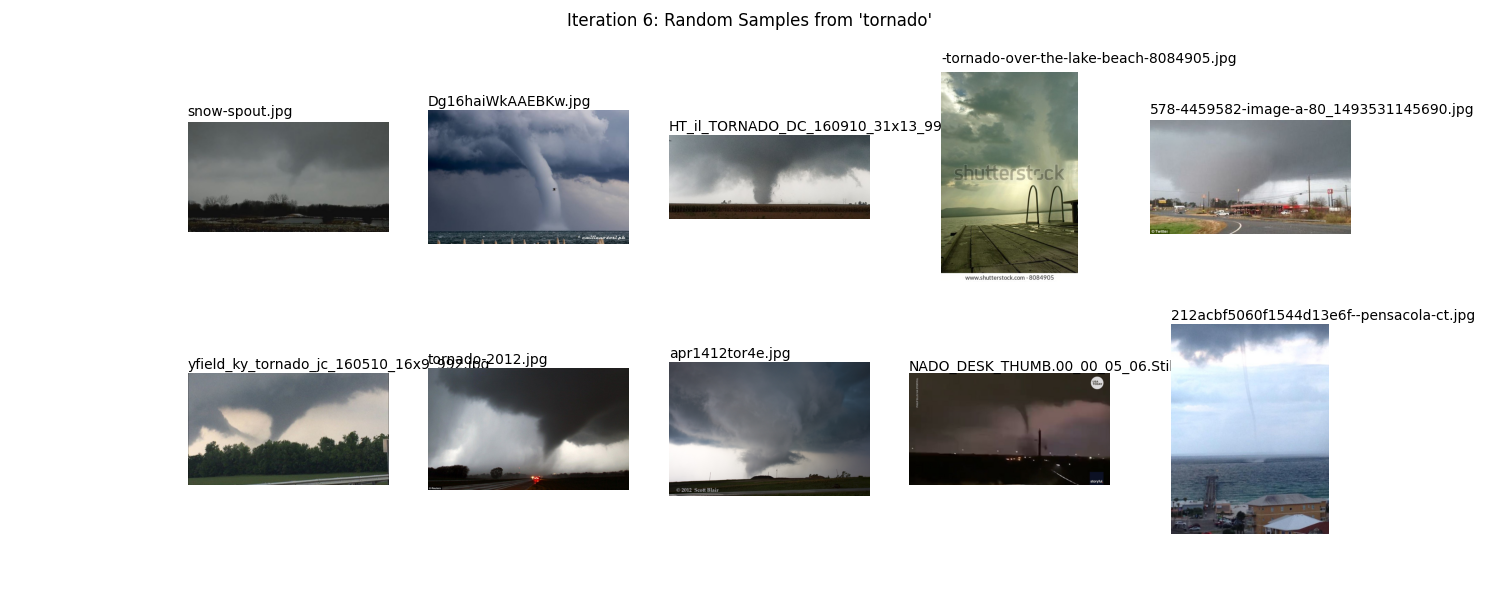 Iteration 6: Random Samples from 'tornado'
-tornado-over-the-lake-beach-8084905.jpg
snow-spout.jpg
Dg16haiWkAAEBKw.jpg
HT_il_TORNADO_DC_160910_31x13_99
578-4459582-image-a-80_1493531145690.jpg
shutterstock
www.shutterstock.com · 8084905
212acbf5060f1544d13e6f--pensacola-ct.jpg
yfield_ky_tornado_jc_160510_16x9_992.jpg
tornado-2012.jpg
apr1412tor4e.jpg
NADO_DESK_THUMB.00_00_05_06.Stil
© 2012 Scott Blair